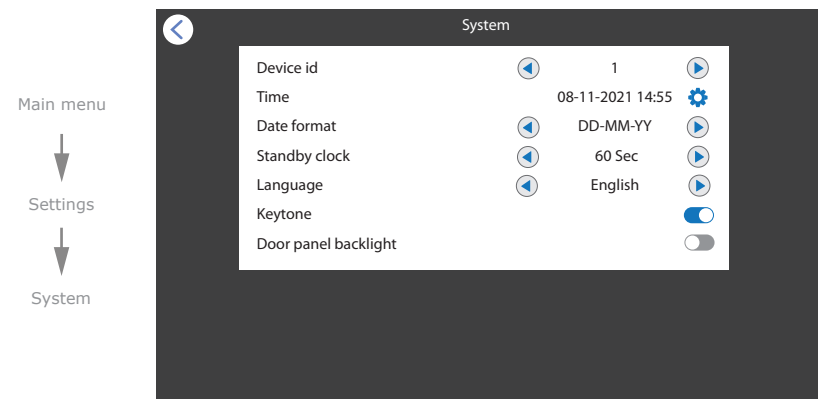 Main menu
Settings
System
System
Device id 1
Time 08-11-2021 14:55
Date format DD-MM-YY
Standby clock 60 Sec
Language English
Keytone
Door panel backlight